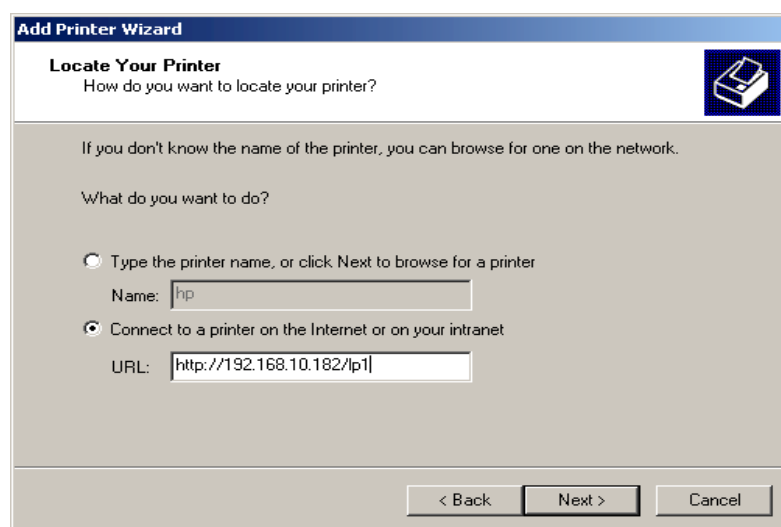 Add Printer Wizard
Locate Your Printer
How do you want to locate your printer?
If you don't know the name of the printer, you can browse for one on the network.
What do you want to do?
Type the printer name, or click Next to browse for a printer
Name: hp
Connect to a printer on the Internet or on your intranet
URL: http://192.168.10.182/lp1
< Back Next > Cancel